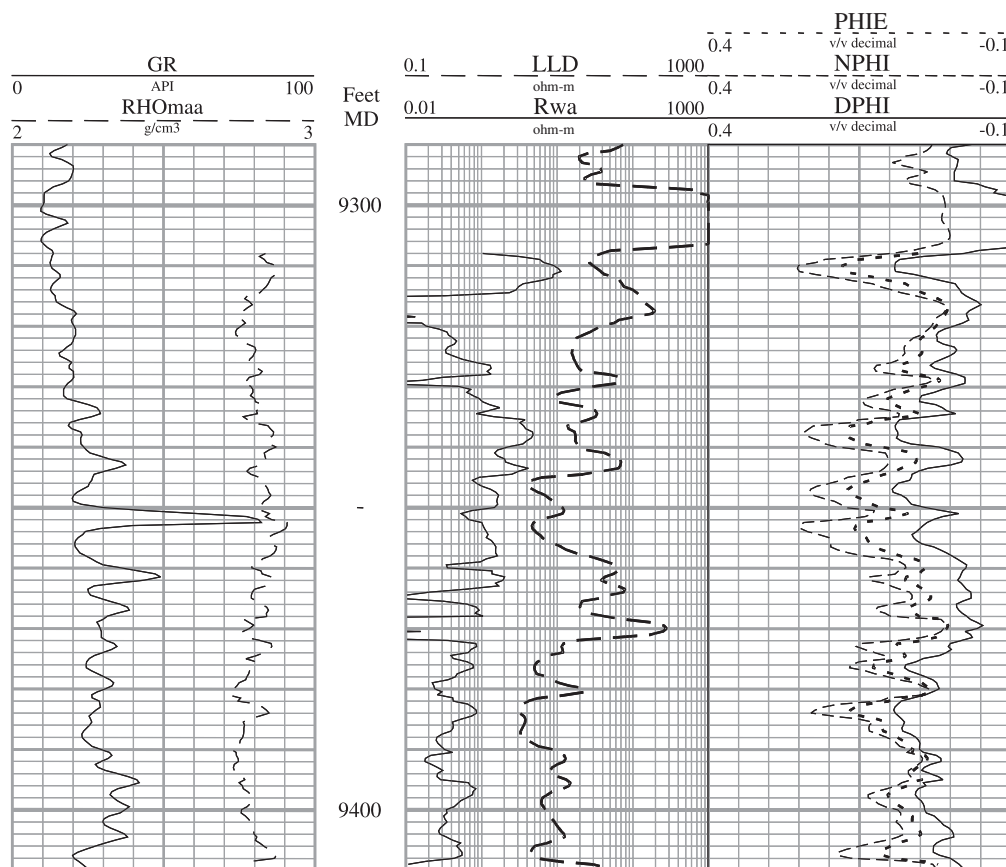 PHIE
0.4 v/v decimal -0.1
GR
LLD
NPHI
0.1 1000
0 API 100
ohm-m
0.4 v/v decimal -0.1
RHOmaa
Rwa
DPHI
0.01 1000
2 g/cm3 3
ohm-m
0.4 v/v decimal -0.1
Feet
MD
9300
-
9400